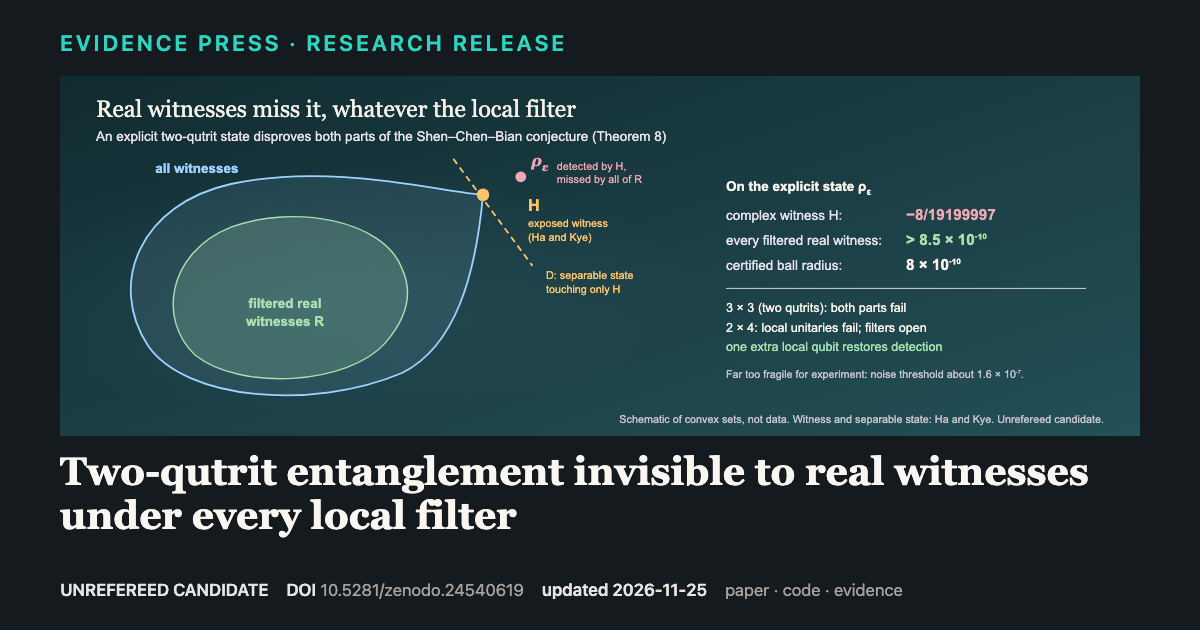 EVIDENCE PRESS · RESEARCH RELEASE
Real witnesses miss it, whatever the local filter
An explicit two-qutrit state disproves both parts of the Shen–Chen–Bian conjecture (Theorem 8)
all witnesses
ρε
detected by H,
missed by all of R
H
exposed witness
(Ha and Kye)
D: separable state
touching only H
filtered real
witnesses R
On the explicit state ρε
complex witness H: −8/19199997
every filtered real witness: > 8.5 × 10⁻¹⁰
certified ball radius: 8 × 10⁻¹⁰
3 × 3 (two qutrits): both parts fail
2 × 4: local unitaries fail; filters open
one extra local qubit restores detection
Far too fragile for experiment: noise threshold about 1.6 × 10⁻⁷.
Schematic of convex sets, not data. Witness and separable state: Ha and Kye. Unrefereed candidate.
Two-qutrit entanglement invisible to real witnesses
under every local filter
UNREFEREED CANDIDATE DOI 10.5281/zenodo.24540619 updated 2026-11-25 paper · code · evidence